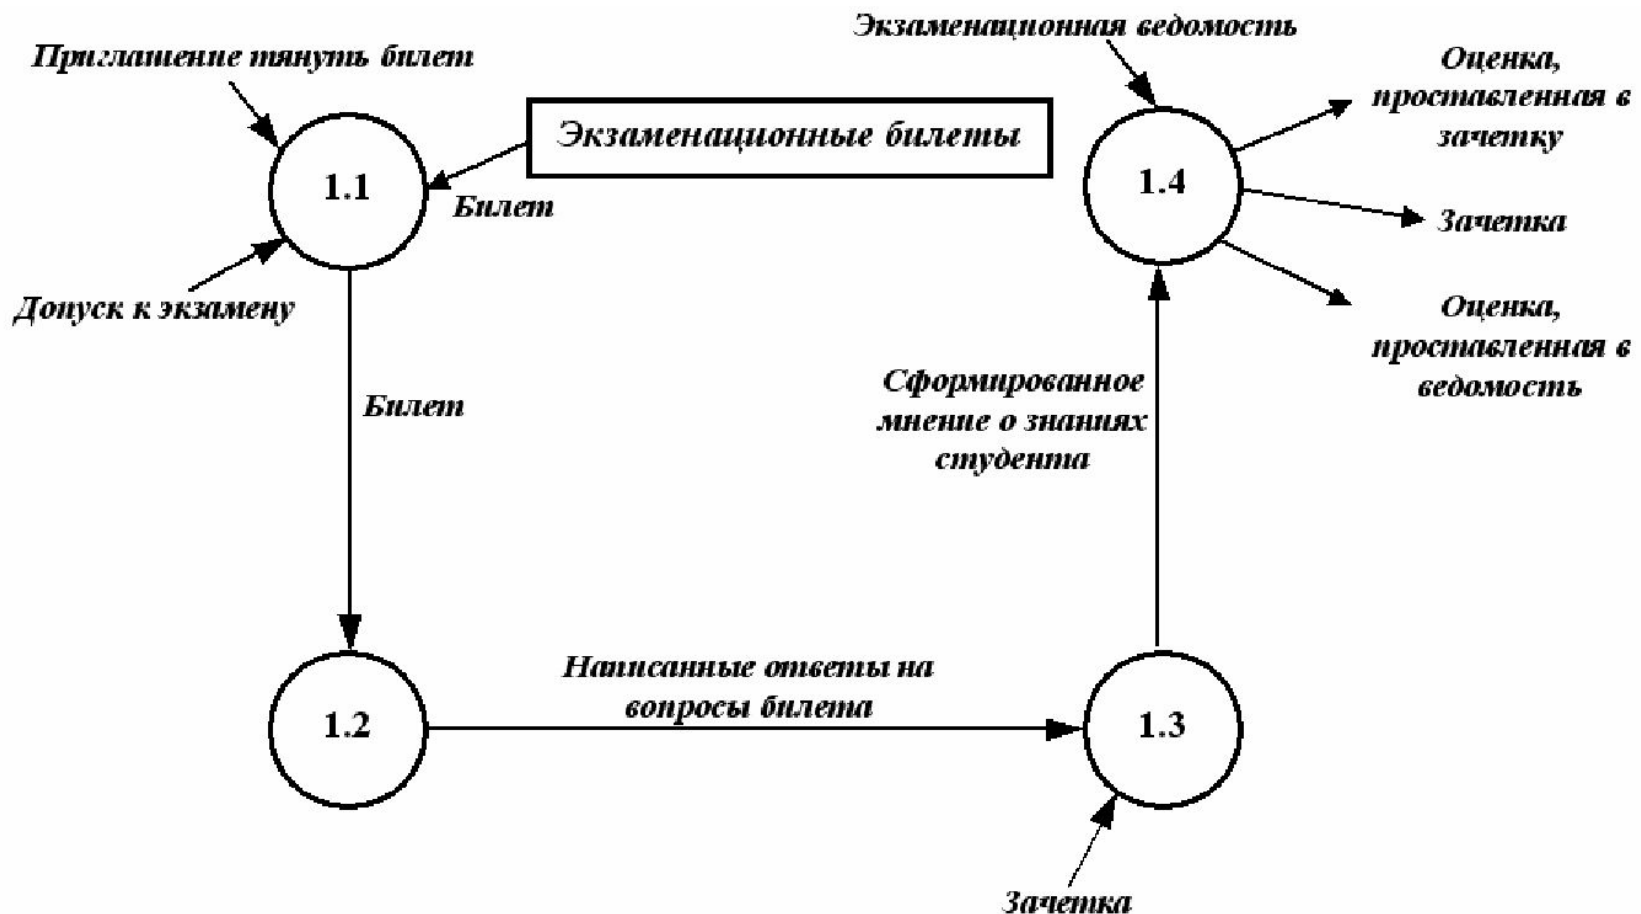 Экзаменационная ведомость
Приглашение тянуть билет
Оценка,
проставленная в
зачетку
Экзаменационные билеты
1.1
1.4
Билет
Зачетка
Допуск к экзамену
Оценка,
проставленная в
ведомость
Сформированное
мнение о знаниях
студента
Билет
Написанные ответы на
вопросы билета
1.2
1.3
Зачетка